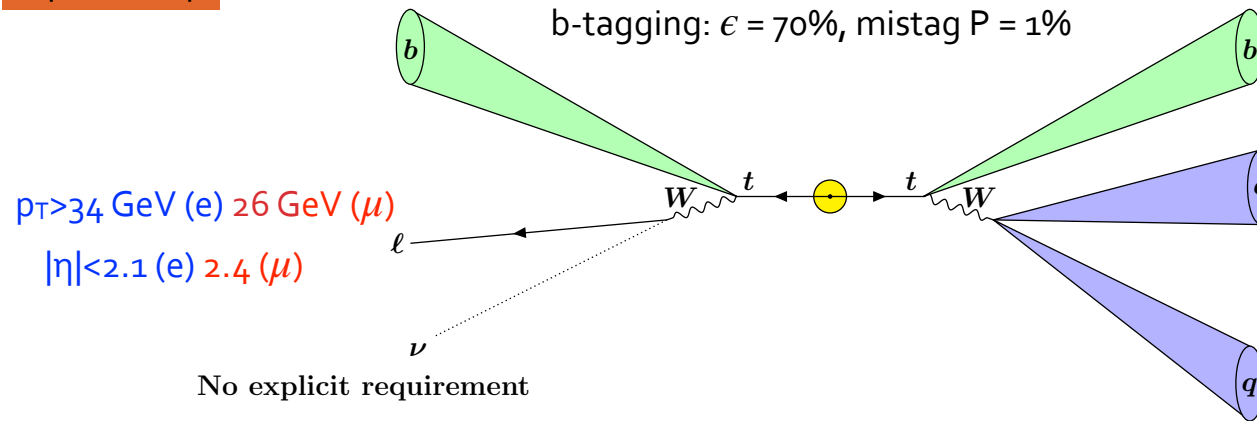 b-tagging: ϵ = 70%, mistag P = 1%
b
b
t
t
W
W
pT>34 GeV (e) 26 GeV (μ)
ℓ
|η|<2.1 (e) 2.4 (μ)
ν
No explicit requirement
q